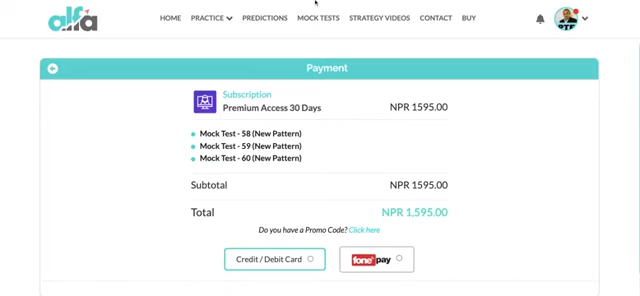 alfa
HOME PRACTICE PREDICTIONS MOCK TESTS STRATEGY VIDEOS CONTACT BUY
PTE
Payment
Subscription
Premium Access 30 Days NPR 1595.00
Mock Test - 58 (New Pattern)
Mock Test - 59 (New Pattern)
Mock Test - 60 (New Pattern)
Subtotal NPR 1595.00
Total NPR 1,595.00
Do you have a Promo Code? Click here
Credit / Debit Card fonepay